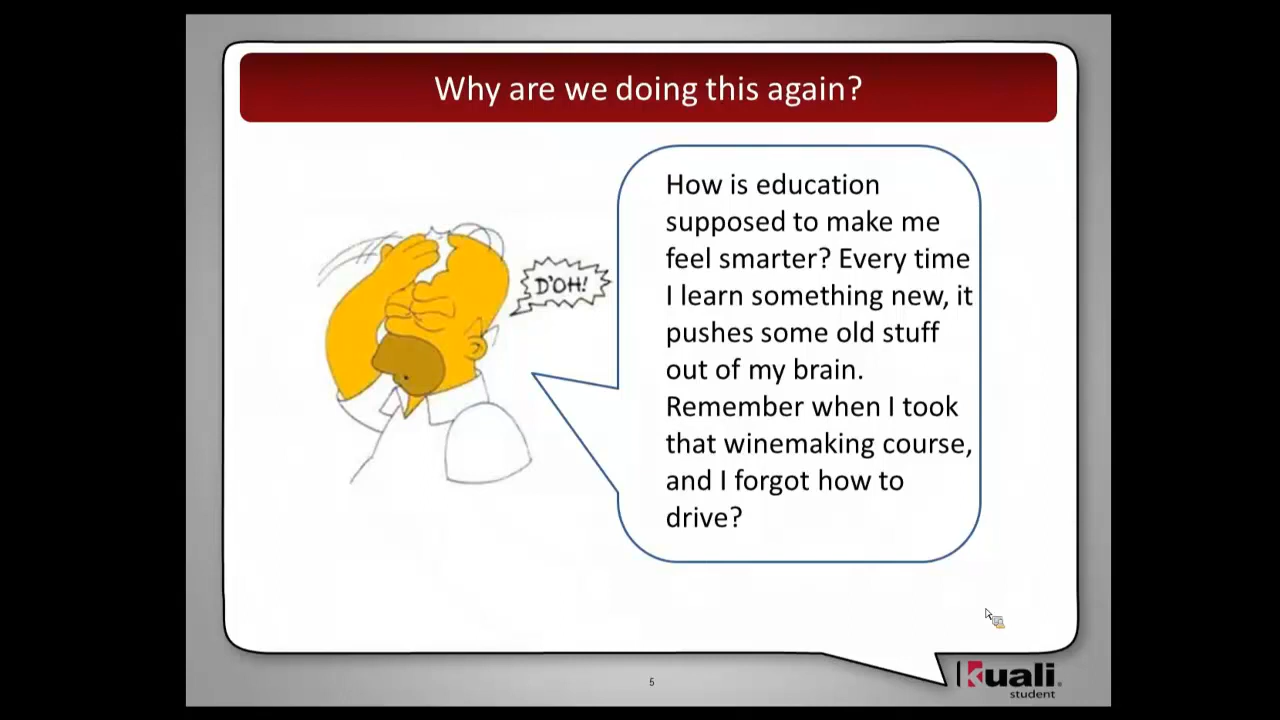 Why are we doing this again?
D'OH!
How is education
supposed to make me
feel smarter? Every time
I learn something new, it
pushes some old stuff
out of my brain.
Remember when I took
that winemaking course,
and I forgot how to
drive?
5
kuali
student